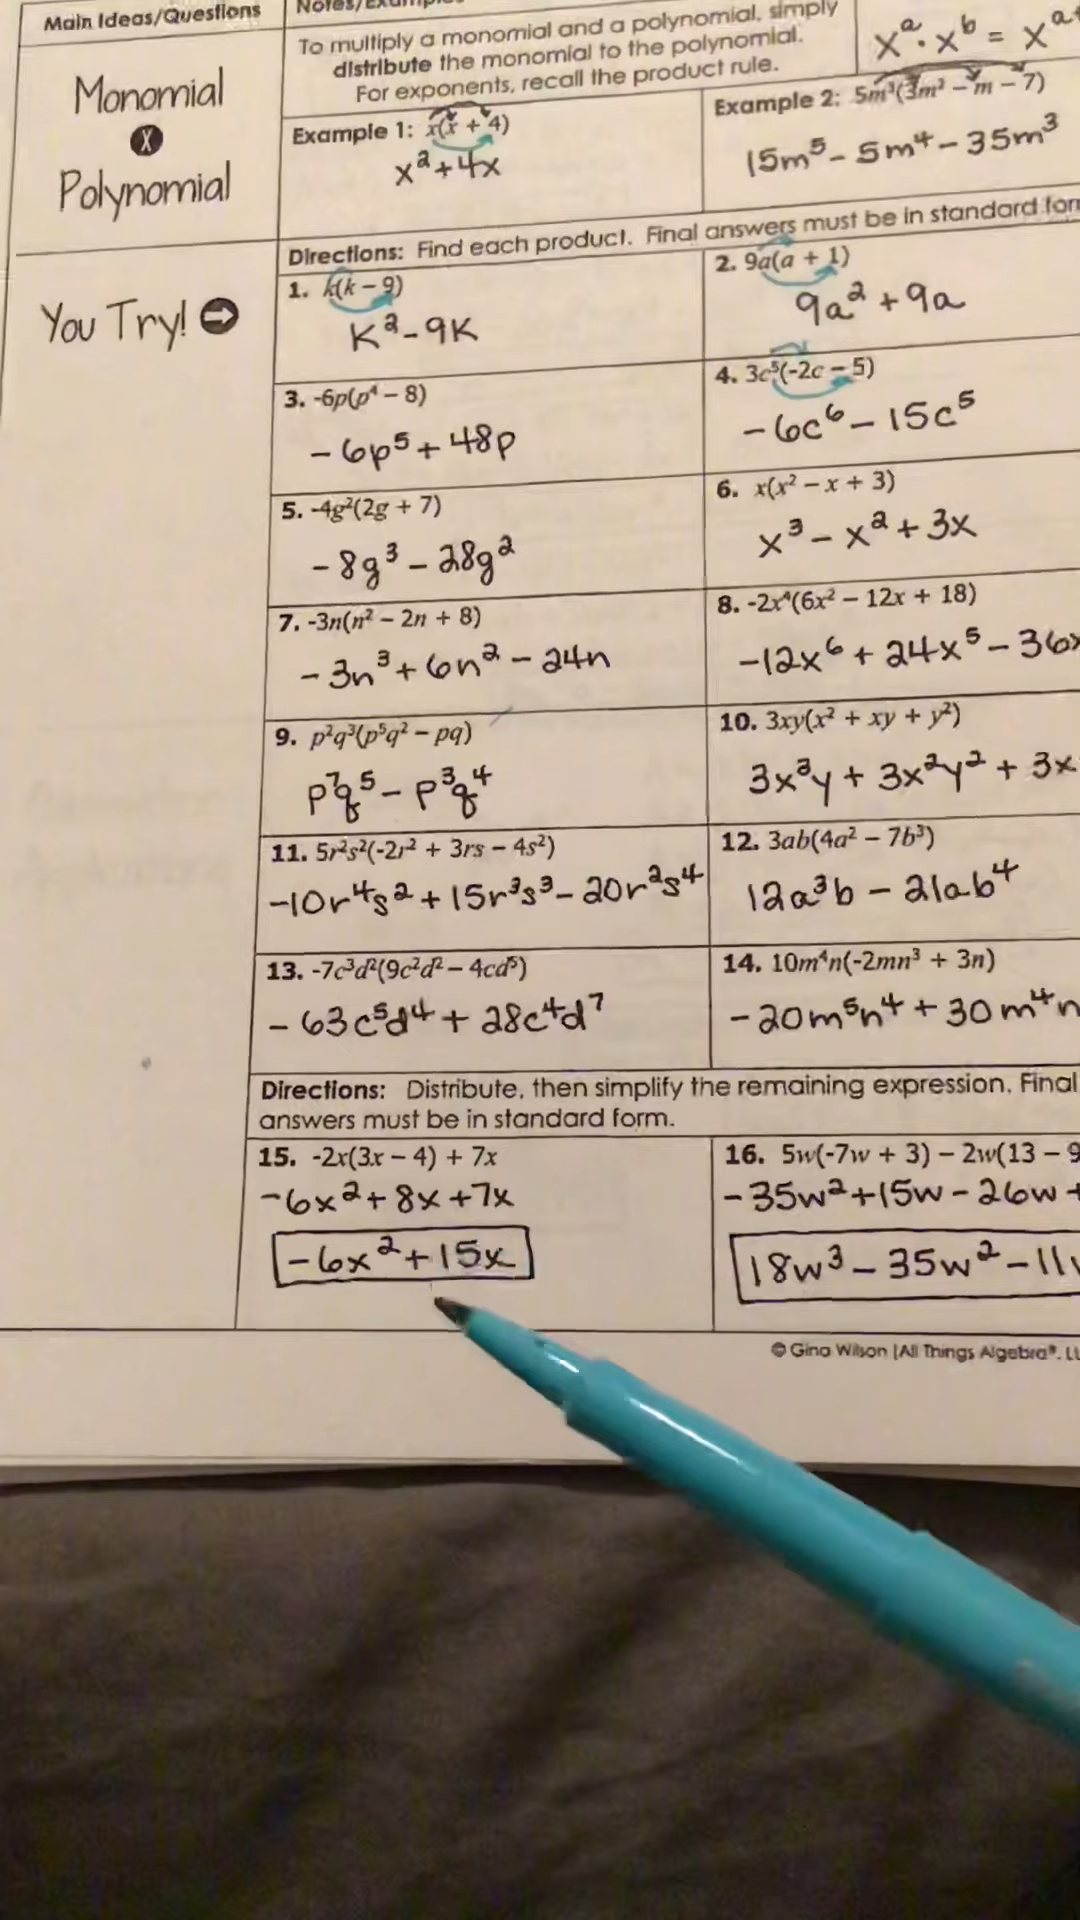 Main Ideas/Questions
Monomial
X
Polynomial
To multiply a monomial and a polynomial, simply
distribute the monomial to the polynomial.
For exponents, recall the product rule.
xᵃ · xᵇ = xᵃ⁺
Example 1: x(x + 4)
x² + 4x
Example 2: 5m³(3m² – m – 7)
15m⁵ – 5m⁴ – 35m³
You Try!
Directions: Find each product. Final answers must be in standard
1. k(k – 9)
k² – 9k
2. 9a(a + 1)
9a² + 9a
3. -6p(p⁴ – 8)
-6p⁵ + 48p
4. 3c⁵(-2c – 5)
-6c⁶ – 15c⁵
5. -4g²(2g + 7)
-8g³ – 28g²
6. x(x² – x + 3)
x³ – x² + 3x
7. -3n(n² – 2n + 8)
-3n³ + 6n² – 24n
8. -2x⁴(6x² – 12x + 18)
-12x⁶ + 24x⁵ – 36x
9. p²q³(p⁵q² – pq)
p⁷q⁵ – p³q⁴
10. 3xy(x² + xy + y²)
3x³y + 3x²y² + 3x
11. 5r²s²(-2r² + 3rs – 4s²)
-10r⁴s² + 15r³s³ – 20r²s⁴
12. 3ab(4a² – 7b³)
12a³b – 21ab⁴
13. -7c³d²(9c²d² – 4cd⁵)
-63c⁵d⁴ + 28c⁴d⁷
14. 10m⁴n(-2mn³ + 3n)
-20m⁵n⁴ + 30m⁴n
Directions: Distribute, then simplify the remaining expression. Final
answers must be in standard form.
15. -2x(3x – 4) + 7x
-6x² + 8x + 7x
-6x² + 15x
16. 5w(-7w + 3) – 2w(13 – 9
-35w² + 15w – 26w +
18w³ – 35w² – 11
© Gina Wilson (All Things Algebra®,